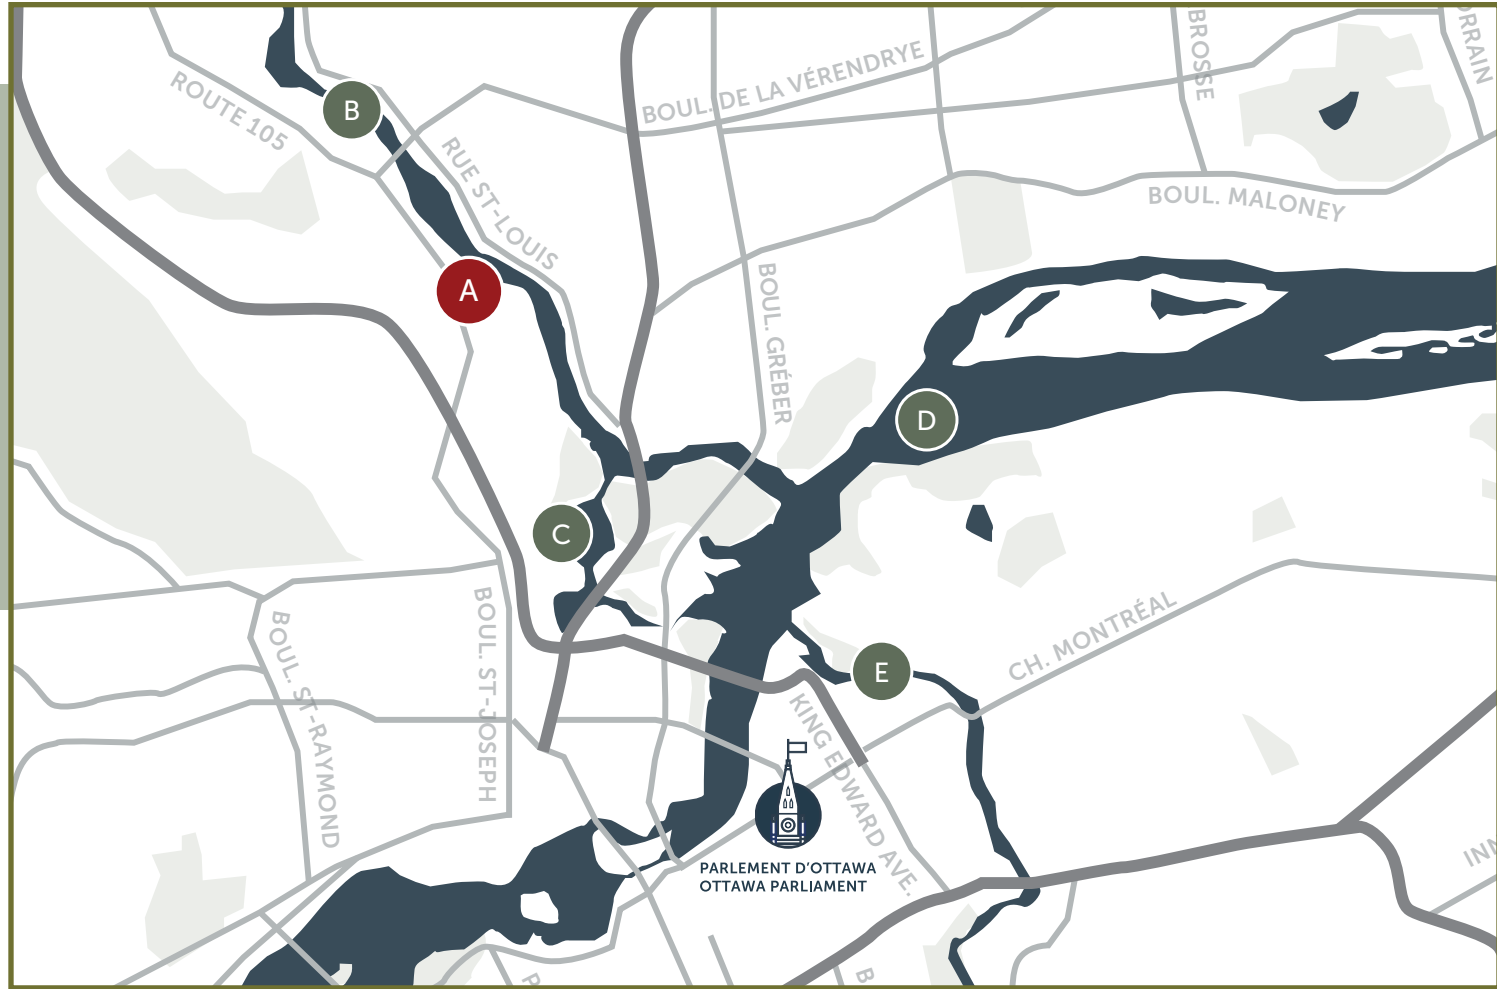 BOUL. DE LA VÉRENDRYE
BROSSE
ROUTE 105
B
RUE ST-LOUIS
BOUL. MALONEY
A
BOUL. GRÉBER
D
C
BOUL. ST-JOSEPH
BOUL. ST-RAYMOND
CH. MONTRÉAL
E
KING EDWARD AVE.
PARLEMENT D'OTTAWA
OTTAWA PARLIAMENT
B